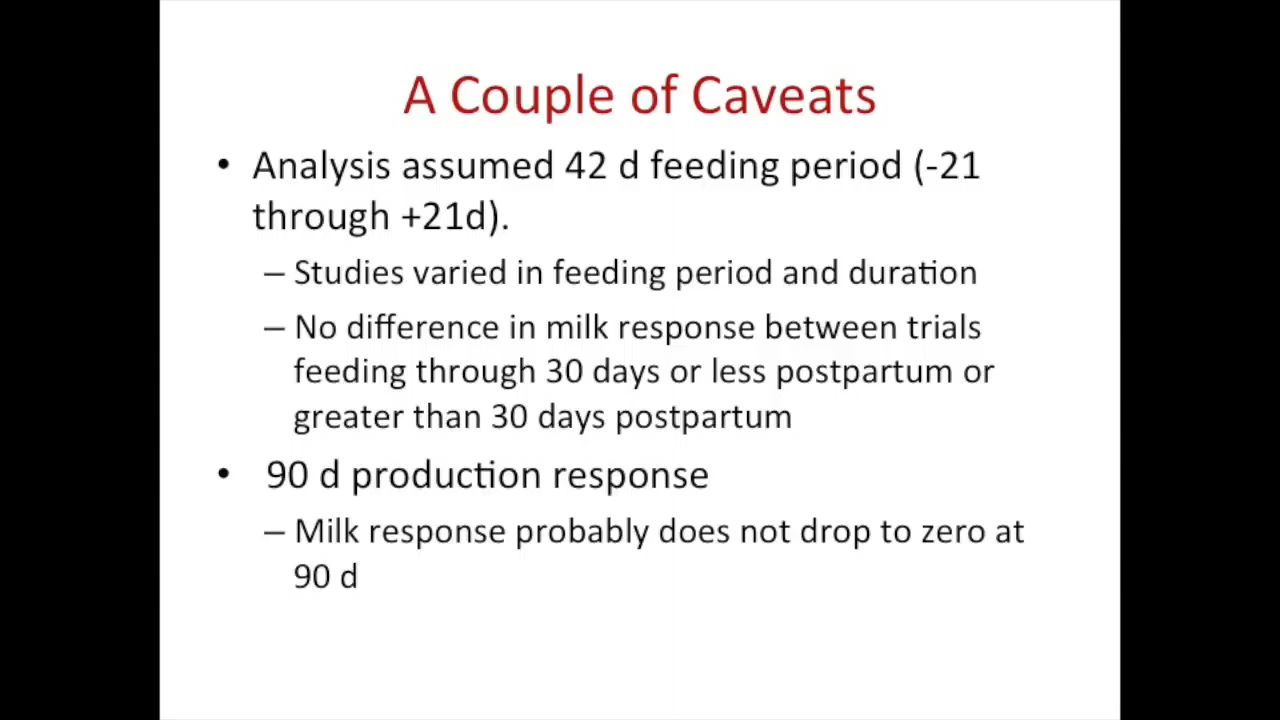 A Couple of Caveats
• Analysis assumed 42 d feeding period (-21
through +21d).
– Studies varied in feeding period and duration
– No difference in milk response between trials
feeding through 30 days or less postpartum or
greater than 30 days postpartum
• 90 d production response
– Milk response probably does not drop to zero at
90 d